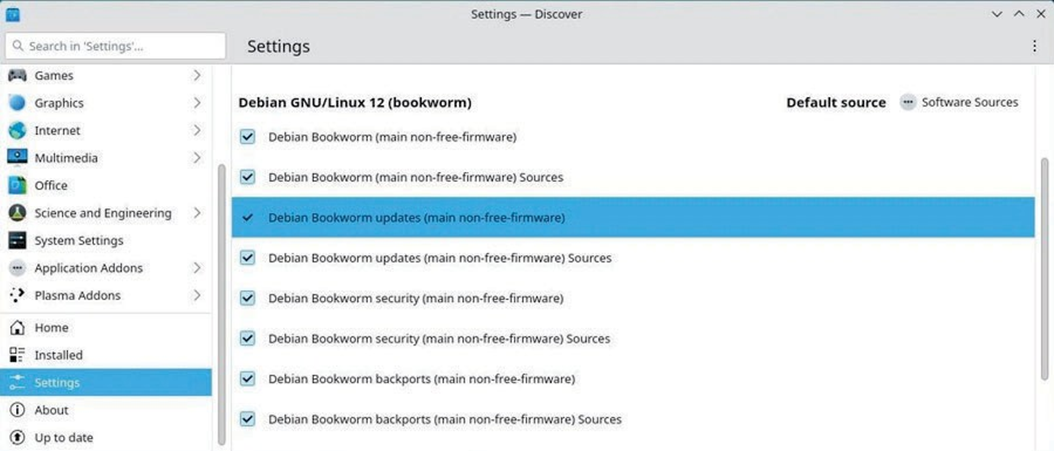 Settings — Discover
Search in 'Settings'...
Settings
Games
Graphics
Internet
Multimedia
Office
Science and Engineering
System Settings
Application Addons
Plasma Addons
Home
Installed
Settings
About
Up to date
Debian GNU/Linux 12 (bookworm)
Default source
Software Sources
Debian Bookworm (main non-free-firmware)
Debian Bookworm (main non-free-firmware) Sources
Debian Bookworm updates (main non-free-firmware)
Debian Bookworm updates (main non-free-firmware) Sources
Debian Bookworm security (main non-free-firmware)
Debian Bookworm security (main non-free-firmware) Sources
Debian Bookworm backports (main non-free-firmware)
Debian Bookworm backports (main non-free-firmware) Sources